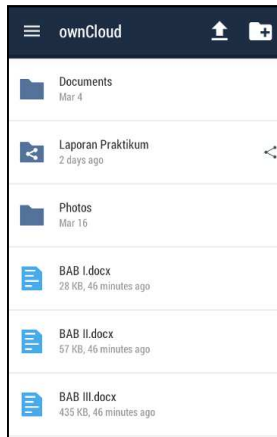 ownCloud
Documents
Mar 4
Laporan Praktikum
2 days ago
Photos
Mar 16
BAB I.docx
28 KB, 46 minutes ago
BAB II.docx
57 KB, 46 minutes ago
BAB III.docx
435 KB, 46 minutes ago